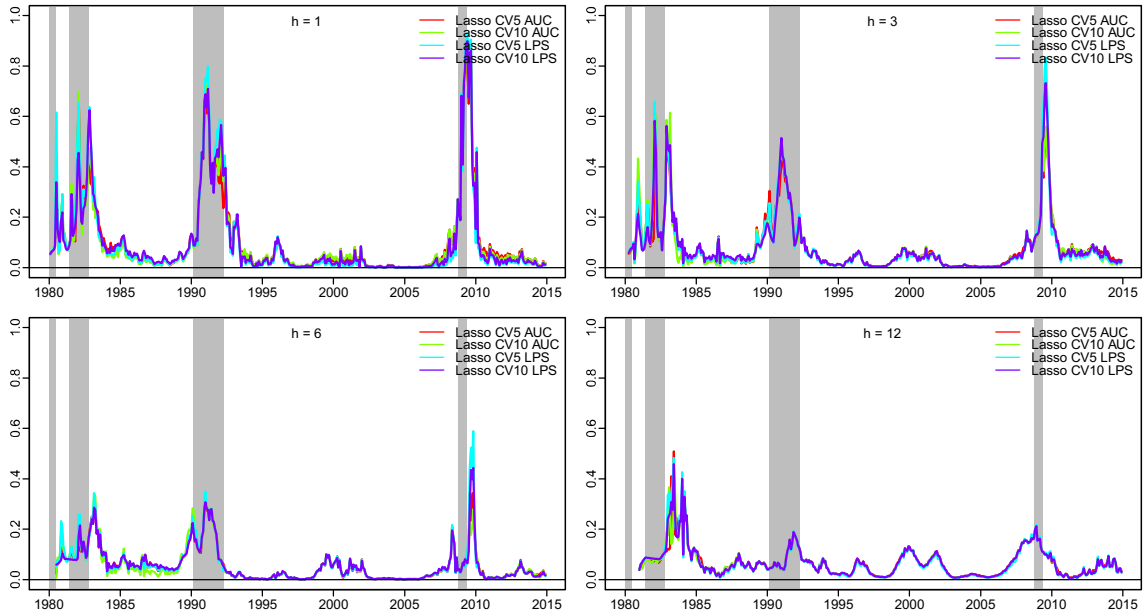 h = 1
Lasso CV5 AUC
Lasso CV10 AUC
Lasso CV5 LPS
Lasso CV10 LPS
0.0 0.2 0.4 0.6 0.8 1.0
1980 1985 1990 1995 2000 2005 2010 2015
h = 3
Lasso CV5 AUC
Lasso CV10 AUC
Lasso CV5 LPS
Lasso CV10 LPS
0.0 0.2 0.4 0.6 0.8 1.0
1980 1985 1990 1995 2000 2005 2010 2015
h = 6
Lasso CV5 AUC
Lasso CV10 AUC
Lasso CV5 LPS
Lasso CV10 LPS
0.0 0.2 0.4 0.6 0.8 1.0
1980 1985 1990 1995 2000 2005 2010 2015
h = 12
Lasso CV5 AUC
Lasso CV10 AUC
Lasso CV5 LPS
Lasso CV10 LPS
0.0 0.2 0.4 0.6 0.8 1.0
1980 1985 1990 1995 2000 2005 2010 2015